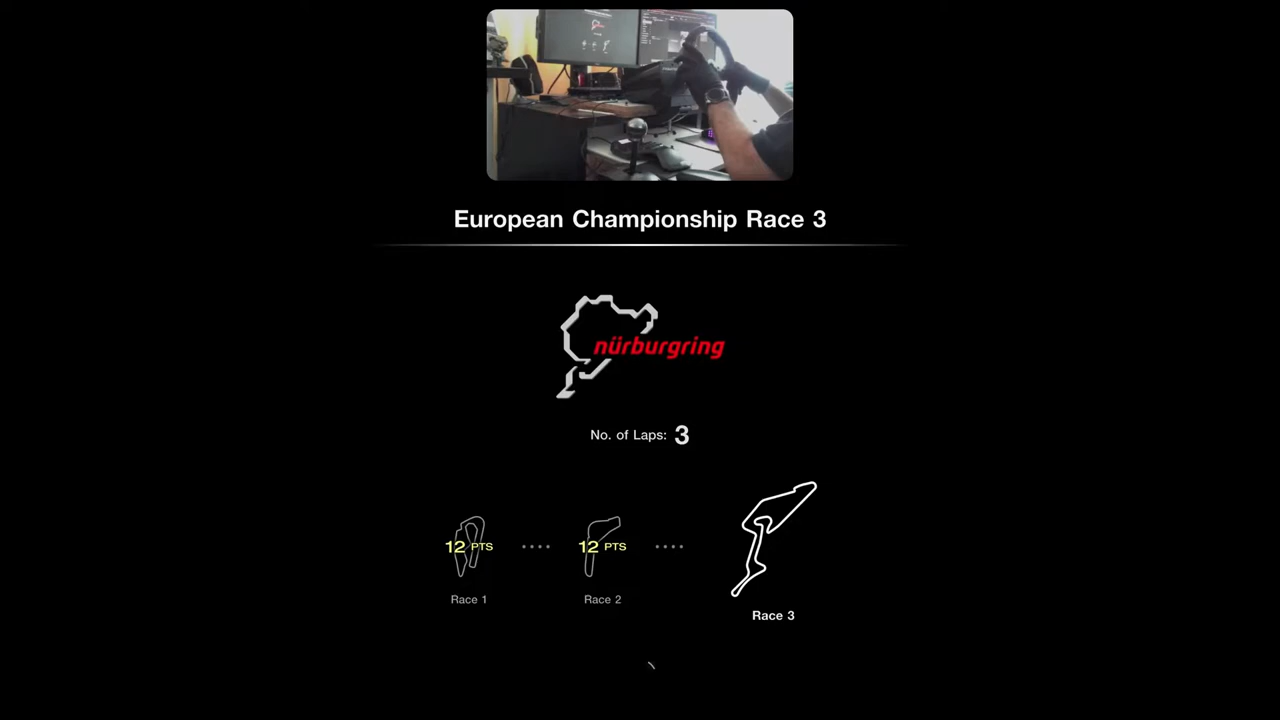 European Championship Race 3
nürburgring
No. of Laps: 3
12 PTS
12 PTS
Race 1
Race 2
Race 3